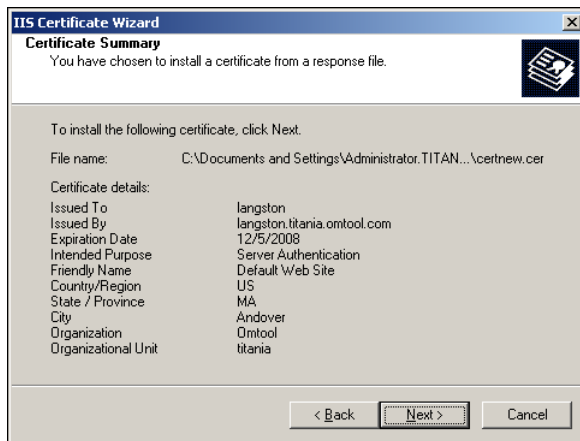 IIS Certificate Wizard
Certificate Summary
You have chosen to install a certificate from a response file.
To install the following certificate, click Next.
File name: C:\Documents and Settings\Administrator.TITAN...\certnew.cer
Certificate details:
Issued To langston
Issued By langston.titania.omtool.com
Expiration Date 12/5/2008
Intended Purpose Server Authentication
Friendly Name Default Web Site
Country/Region US
State / Province MA
City Andover
Organization Omtool
Organizational Unit titania
< Back Next > Cancel